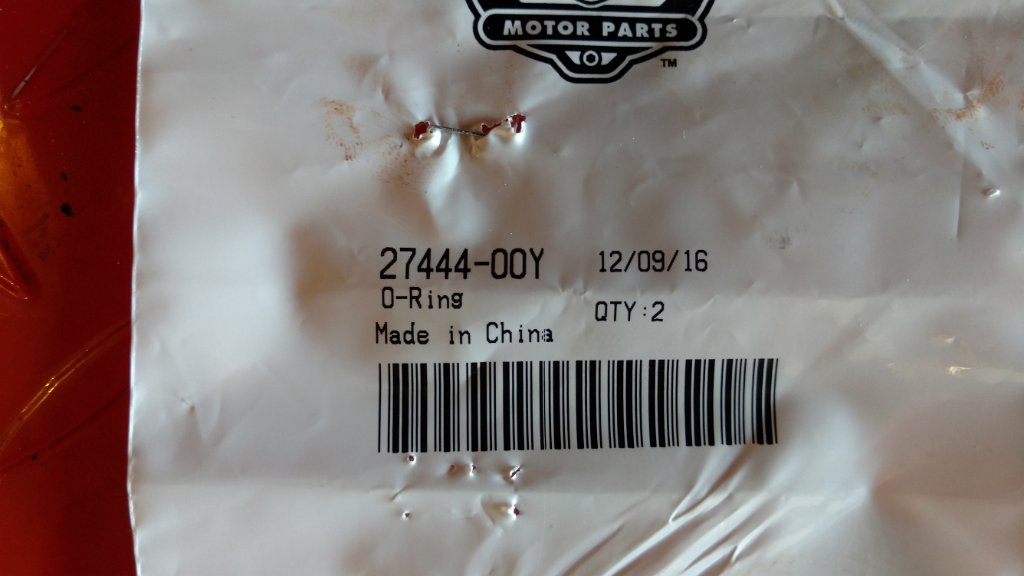 MOTOR PARTS
TM
27444-00Y 12/09/16
O-Ring
QTY:2
Made in China